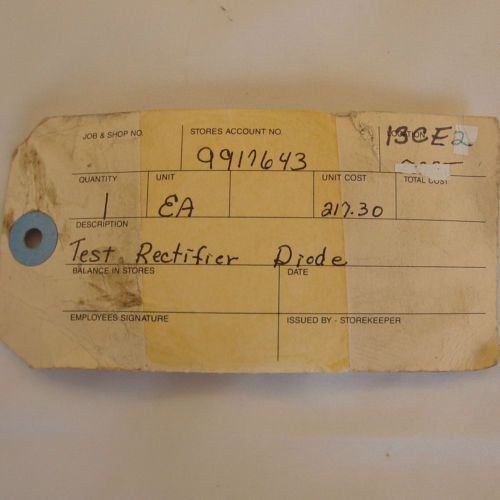 JOB & SHOP NO. STORES ACCOUNT NO. LOCATION
9917643 13CE2
QUANTITY UNIT UNIT COST TOTAL COST
1 EA 217.30
DESCRIPTION
Test Rectifier Diode
BALANCE IN STORES DATE
EMPLOYEES SIGNATURE ISSUED BY - STOREKEEPER